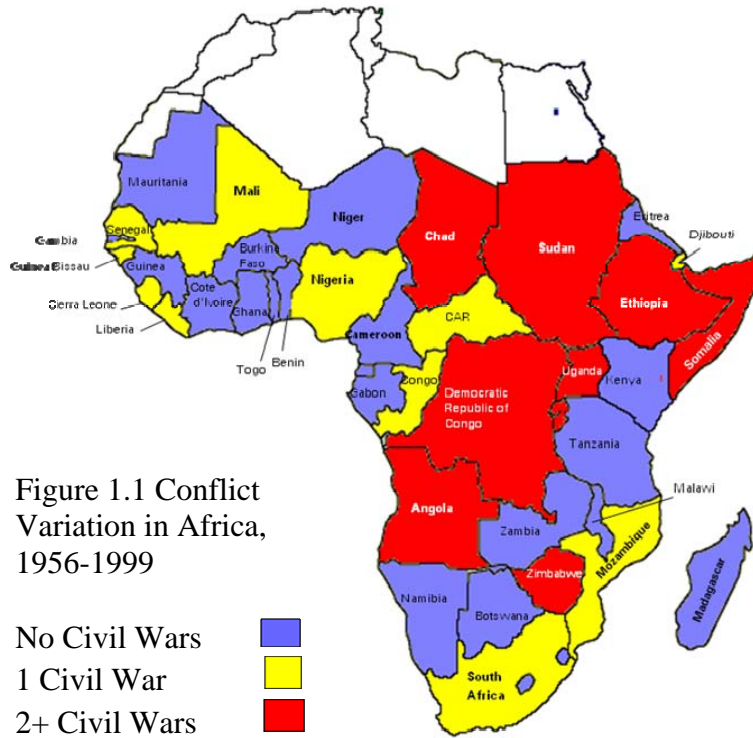 Mauritania
Mali
Niger
Chad
Sudan
Eritrea
Djibouti
Senegal
Gambia
Guinea Bissau
Guinea
Burkina
Faso
Nigeria
Ethiopia
Sierra Leone
Cote
d'Ivoire
Ghana
Liberia
Togo
Benin
Cameroon
CAR
Somalia
Uganda
Kenya
Gabon
Congo
Democratic
Republic of
Congo
Tanzania
Angola
Malawi
Zambia
Mozambique
Zimbabwe
Madagascar
Namibia
Botswana
South
Africa
Figure 1.1 Conflict
Variation in Africa,
1956-1999
No Civil Wars
1 Civil War
2+ Civil Wars